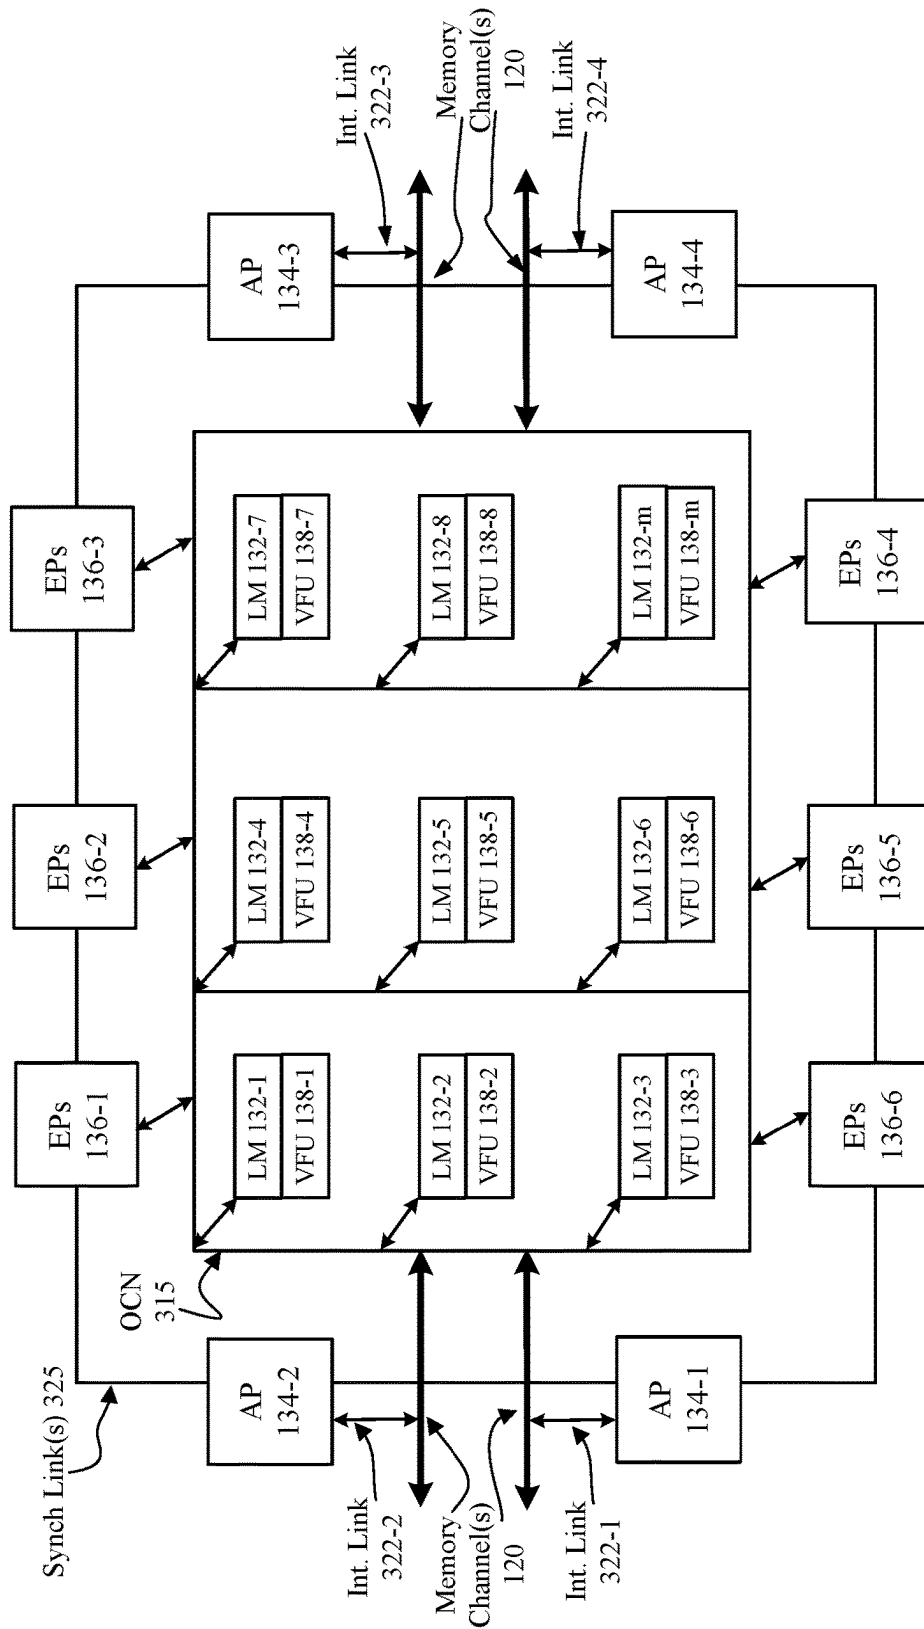 Synch Link(s) 325
EPs
136-1
EPs
136-2
EPs
136-3
OCN
315
AP
134-2
LM 132-1
VFU 138-1
LM 132-4
VFU 138-4
LM 132-7
VFU 138-7
AP
134-3
Int. Link
322-2
Int. Link
322-3
Memory
Channel(s)
120
LM 132-2
VFU 138-2
LM 132-5
VFU 138-5
LM 132-8
VFU 138-8
Memory
Channel(s)
120
Int. Link
322-1
Int. Link
322-4
AP
134-1
LM 132-3
VFU 138-3
LM 132-6
VFU 138-6
LM 132-m
VFU 138-m
AP
134-4
EPs
136-6
EPs
136-5
EPs
136-4